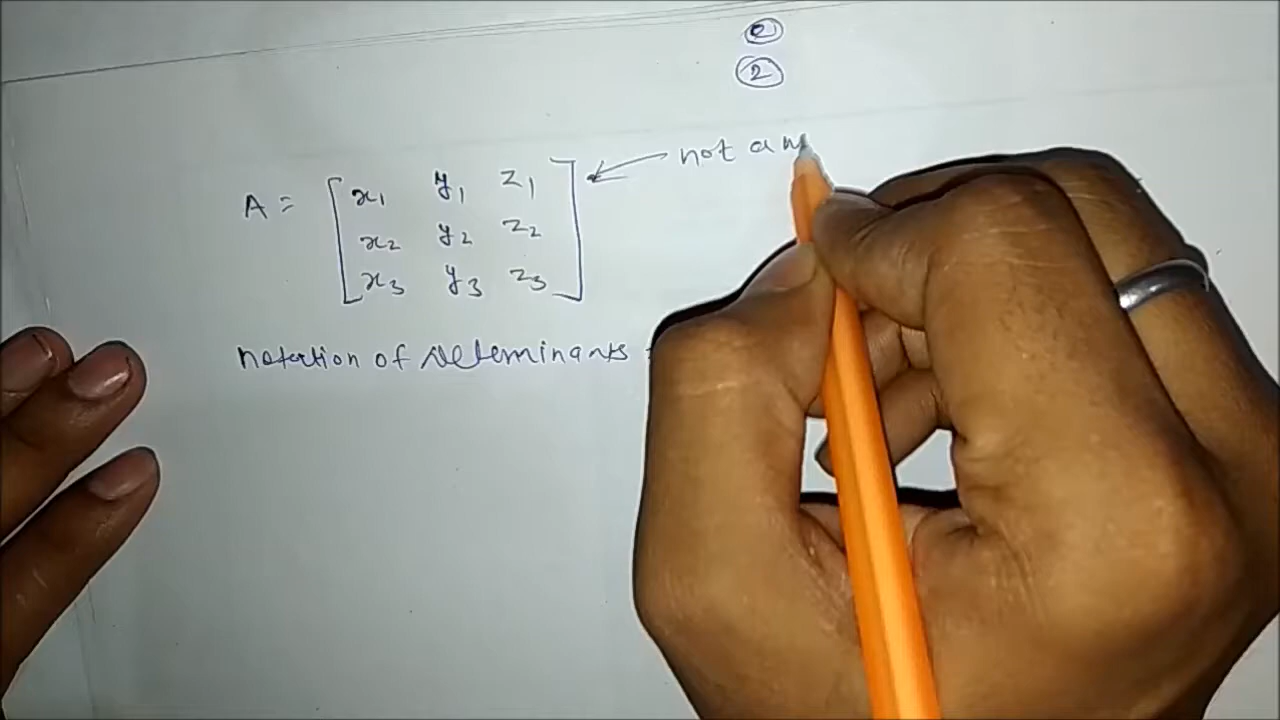 2
2
not a
A = [ x1 y1 z1
x2 y2 z2
x3 y3 z3 ]
notation of Determinants